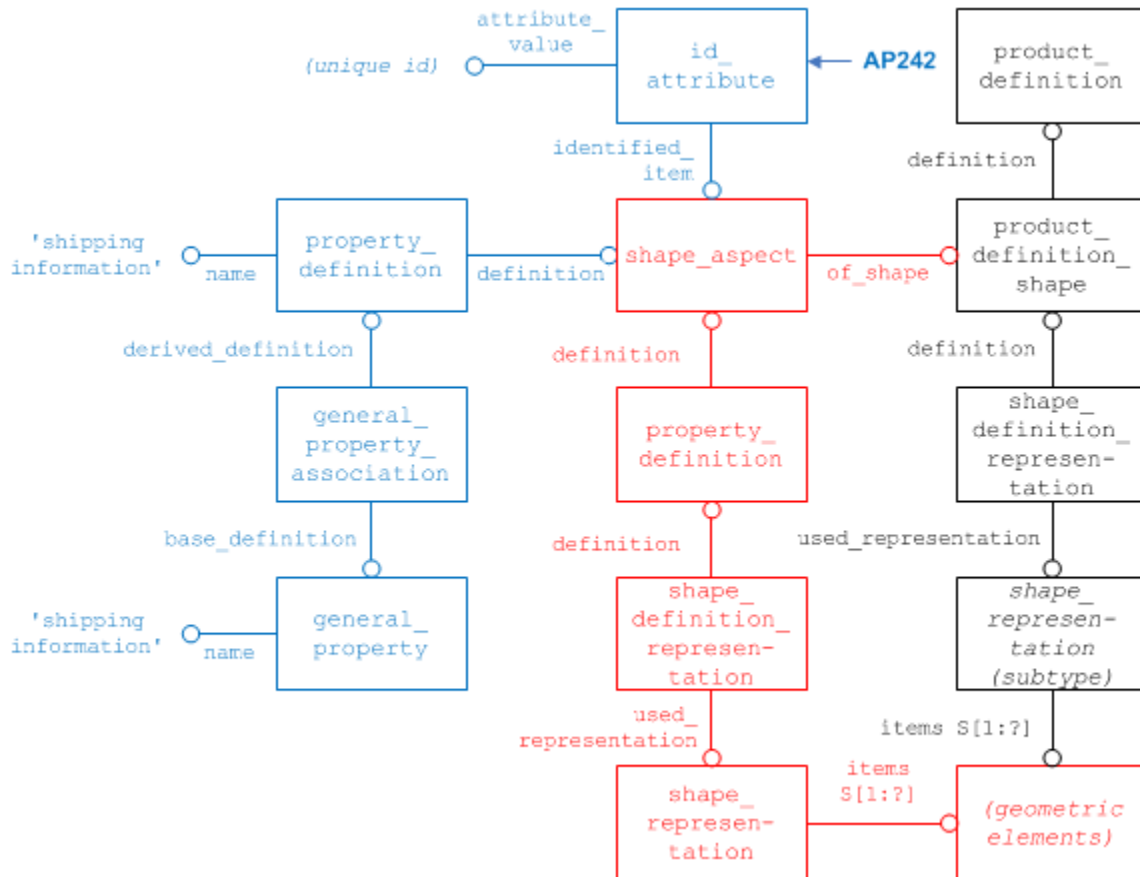 attribute_
value
(unique id)
id_
attribute
AP242
product_
definition
identified_
item
definition
'shipping
information'
name
property_
definition
definition
shape_aspect
of_shape
product_
definition_
shape
derived_definition
definition
definition
general_
property_
association
property_
definition
shape_
definition_
represen-
tation
base_definition
definition
used_representation
'shipping
information'
name
general_
property
shape_
definition_
represen-
tation
shape_
represen-
tation
(subtype)
used_
representation
items S[1:?]
shape_
represen-
tation
items
S[1:?]
(geometric
elements)